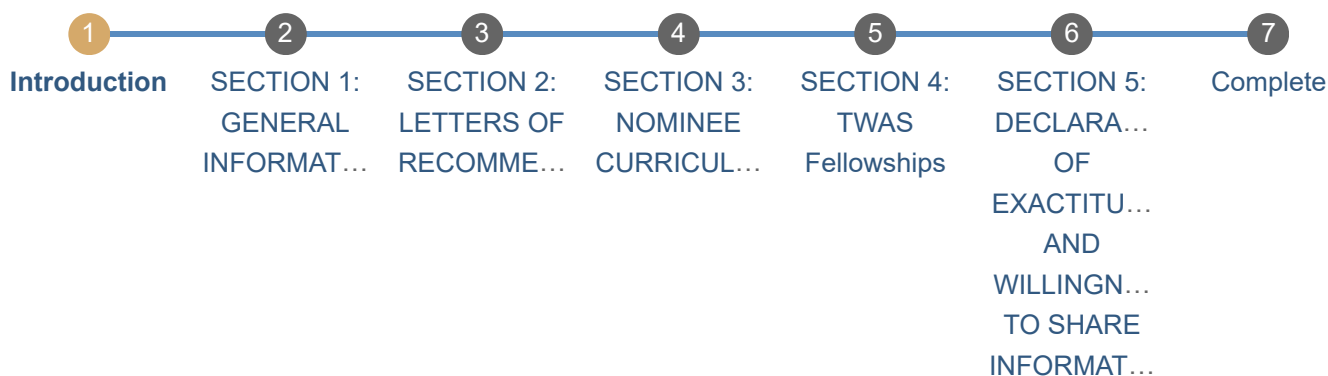 1 2 3 4 5 6 7
Introduction SECTION 1: SECTION 2: SECTION 3: SECTION 4: SECTION 5: Complete
GENERAL LETTERS OF NOMINEE TWAS DECLARA…
INFORMAT… RECOMME… CURRICUL… Fellowships OF
EXACTITU…
AND
WILLINGN…
TO SHARE
INFORMAT…